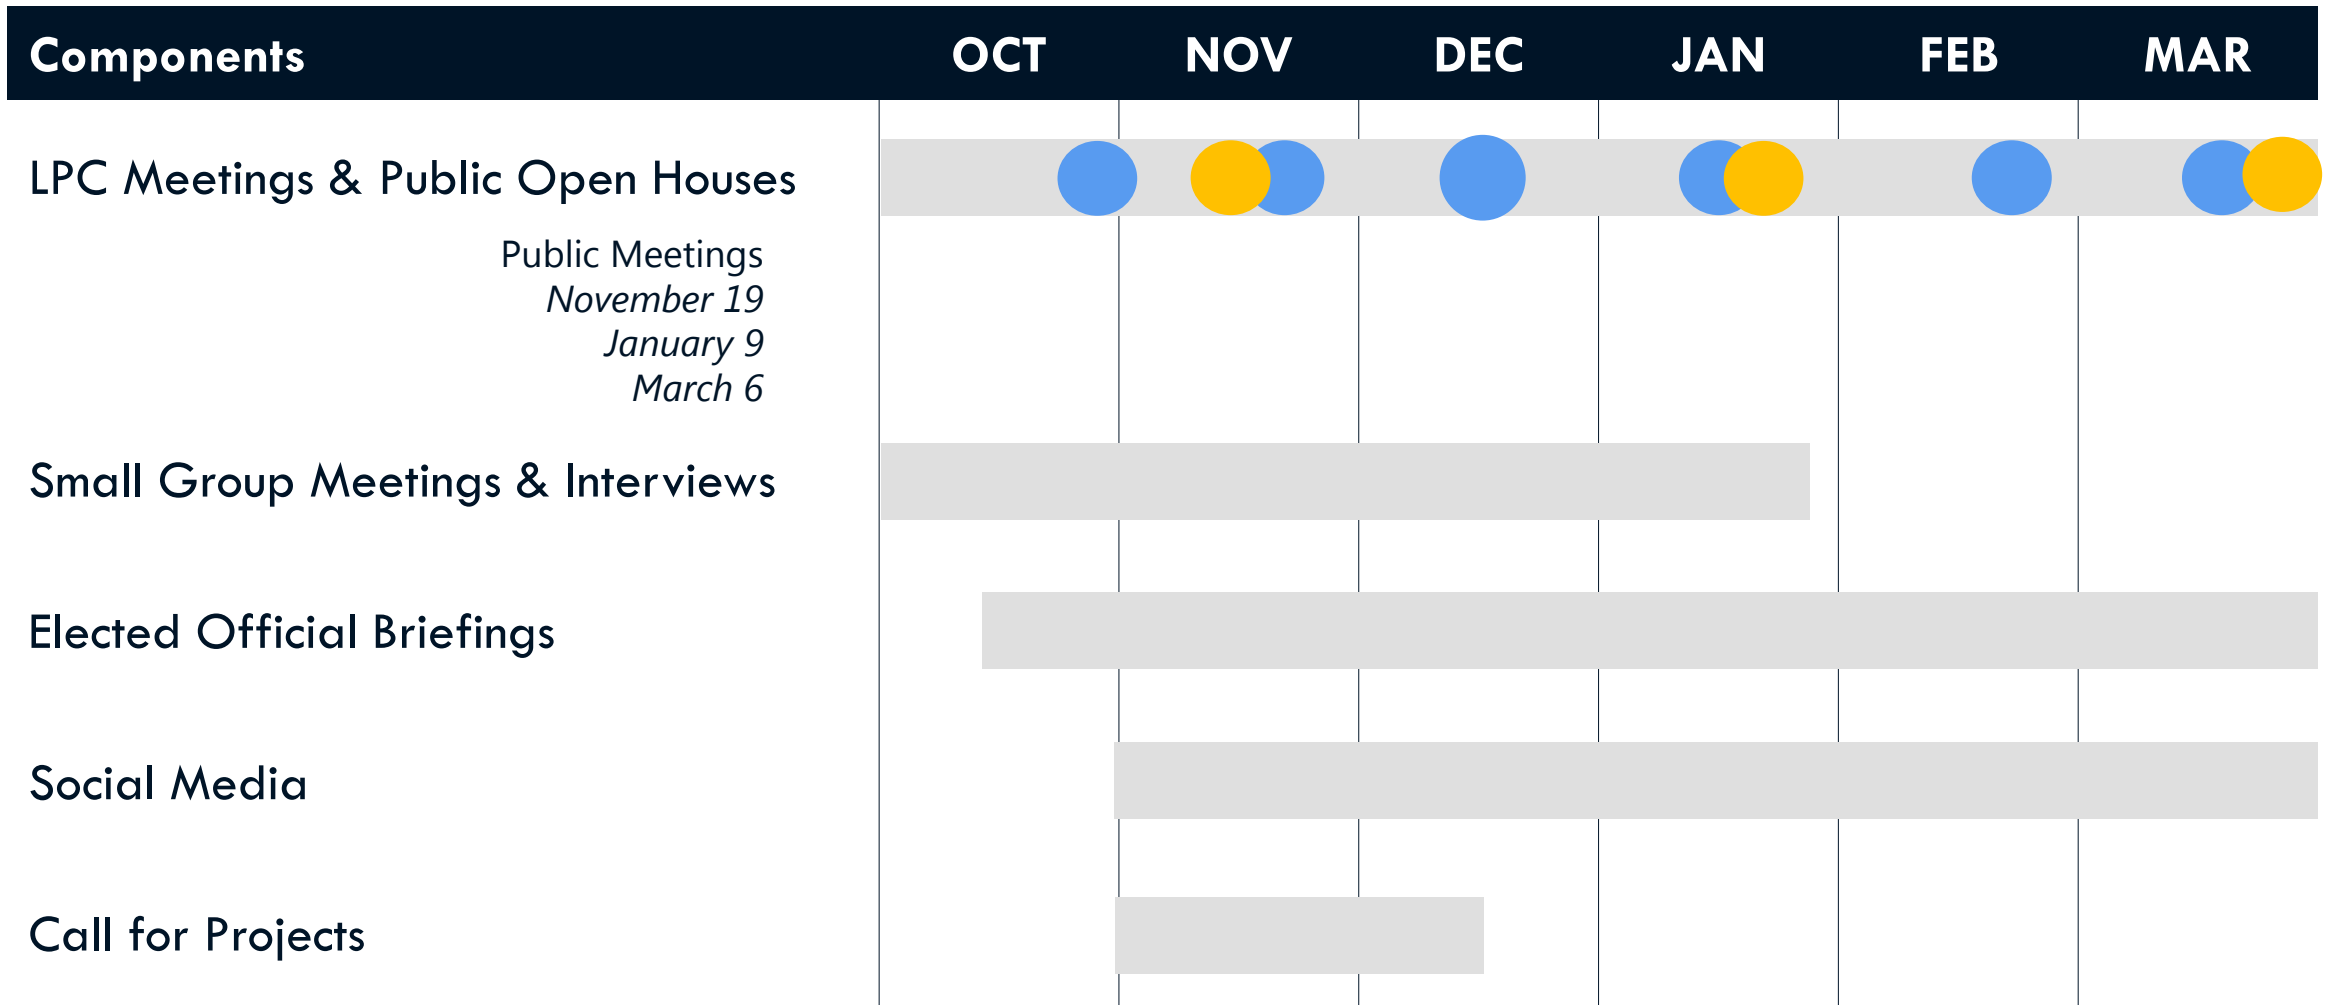 Components OCT NOV DEC JAN FEB MAR
LPC Meetings & Public Open Houses
Public Meetings
November 19
January 9
March 6
Small Group Meetings & Interviews
Elected Official Briefings
Social Media
Call for Projects